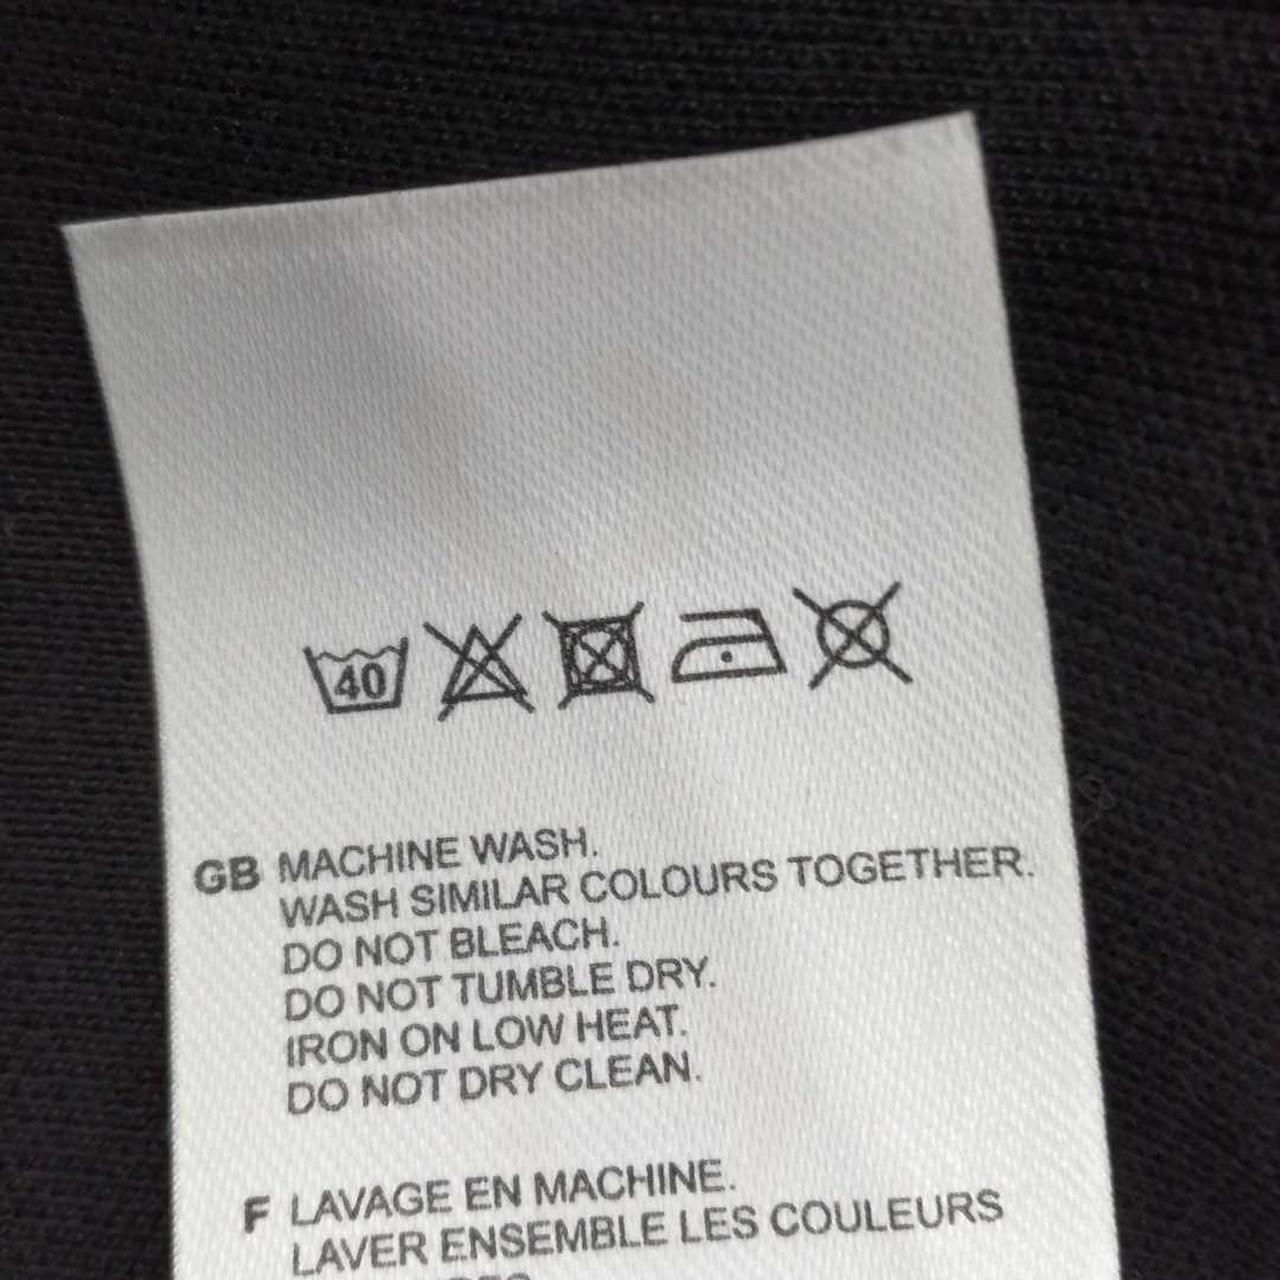 40
GB MACHINE WASH.
WASH SIMILAR COLOURS TOGETHER.
DO NOT BLEACH.
DO NOT TUMBLE DRY.
IRON ON LOW HEAT.
DO NOT DRY CLEAN.
F LAVAGE EN MACHINE.
LAVER ENSEMBLE LES COULEURS